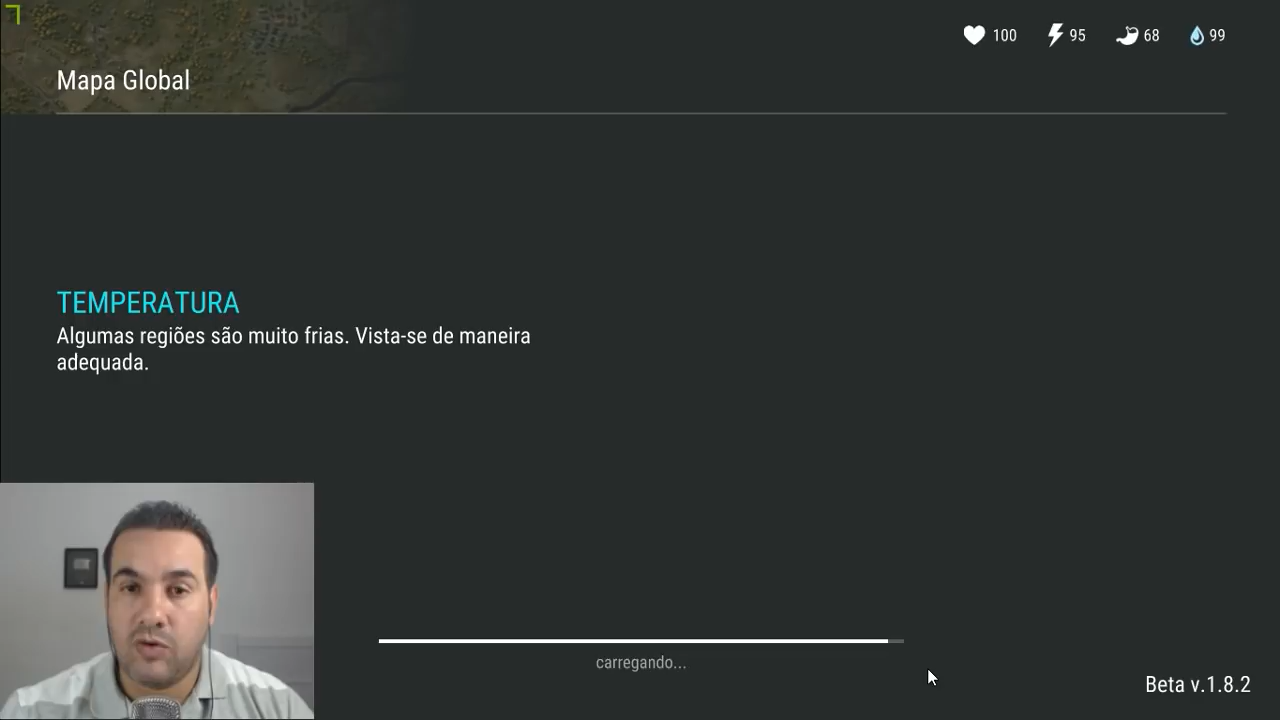 100 95 68 99
Mapa Global
TEMPERATURA
Algumas regiões são muito frias. Vista-se de maneira
adequada.
carregando...
Beta v.1.8.2